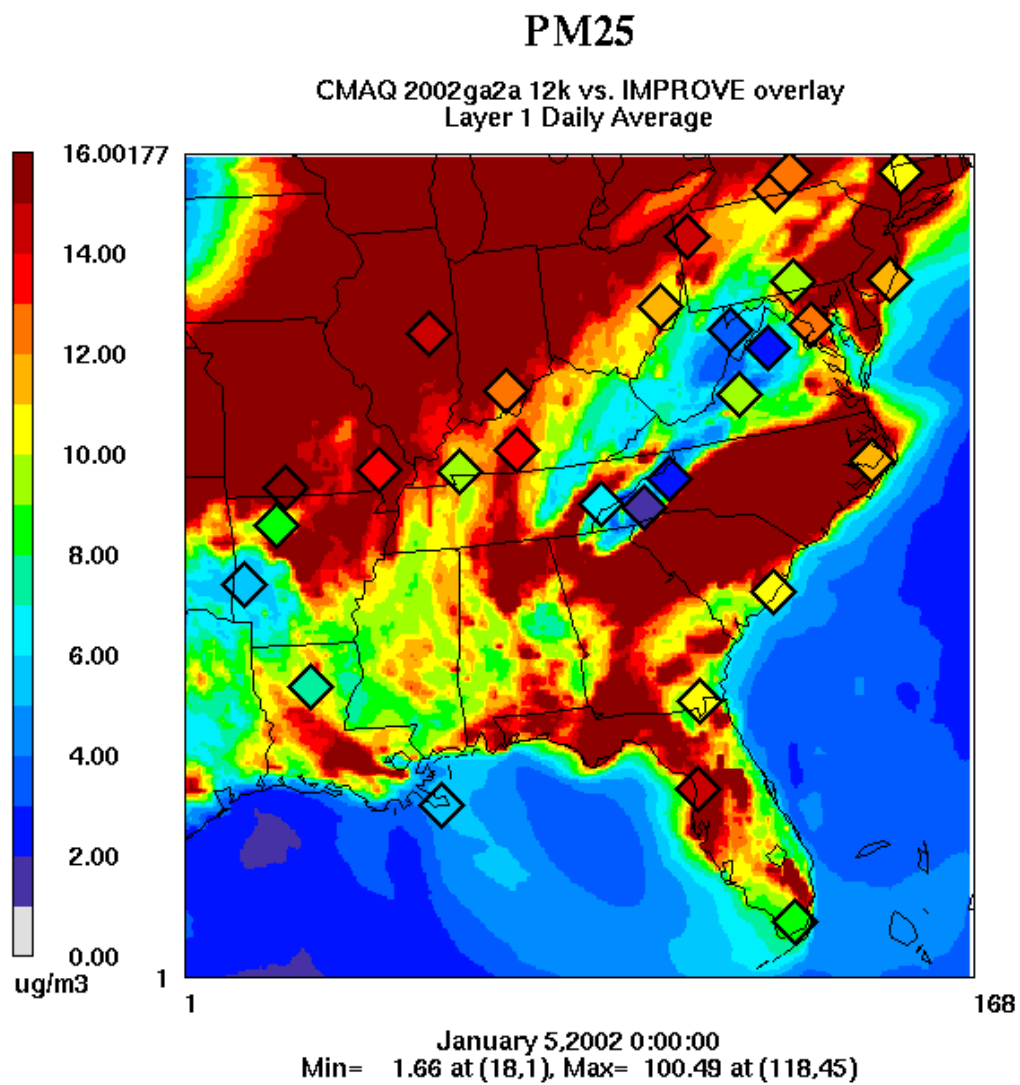 PM25
CMAQ 2002ga2a 12k vs. IMPROVE overlay
Layer 1 Daily Average
16.00
177
14.00
12.00
10.00
8.00
6.00
4.00
2.00
0.00
ug/m3
1
1
168
January 5,2002 0:00:00
Min= 1.66 at (18,1), Max= 100.49 at (118,45)